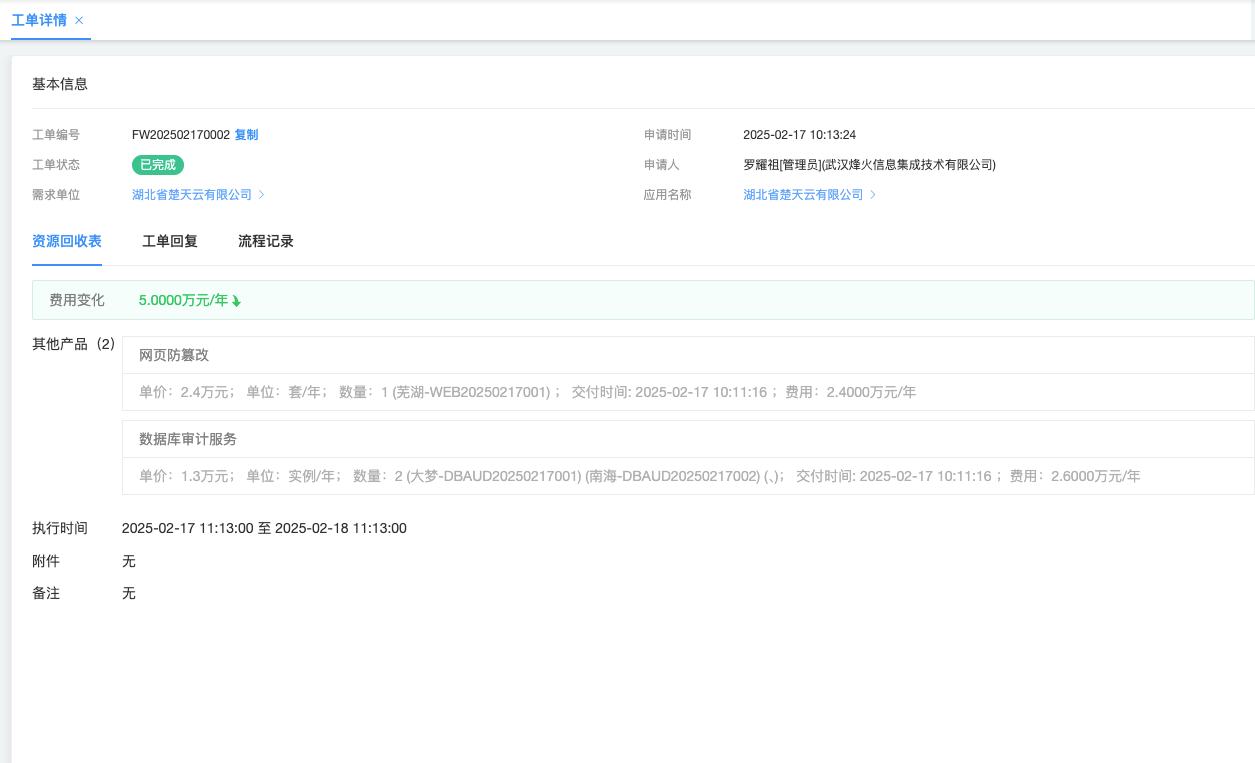 工单详情 ×
基本信息
工单编号 FW202502170002 复制 申请时间 2025-02-17 10:13:24
工单状态 已完成 申请人 罗耀祖[管理员](武汉烽火信息集成技术有限公司)
需求单位 湖北省楚天云有限公司 > 应用名称 湖北省楚天云有限公司 >
资源回收表 工单回复 流程记录
费用变化 5.0000万元/年
其他产品（2） 网页防篡改
单价：2.4万元； 单位：套/年； 数量：1 (芜湖-WEB20250217001)； 交付时间: 2025-02-17 10:11:16； 费用：2.4000万元/年
数据库审计服务
单价：1.3万元； 单位：实例/年； 数量：2 (大梦-DBAUD20250217001) (南海-DBAUD20250217002) (、)； 交付时间: 2025-02-17 10:11:16； 费用：2.6000万元/年
执行时间 2025-02-17 11:13:00 至 2025-02-18 11:13:00
附件 无
备注 无